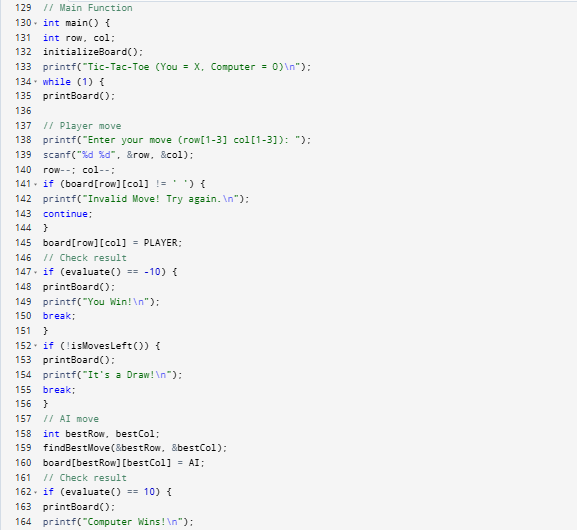 129 // Main Function
130 int main() {
131 int row, col;
132 initializeBoard();
133 printf("Tic-Tac-Toe (You = X, Computer = O)\n");
134 while (1) {
135 printBoard();
136
137 // Player move
138 printf("Enter your move (row[1-3] col[1-3]): ");
139 scanf("%d %d", &row, &col);
140 row--; col--;
141 if (board[row][col] != ' ') {
142 printf("Invalid Move! Try again.\n");
143 continue;
144 }
145 board[row][col] = PLAYER;
146 // Check result
147 if (evaluate() == -10) {
148 printBoard();
149 printf("You Win!\n");
150 break;
151 }
152 if (!isMovesLeft()) {
153 printBoard();
154 printf("It's a Draw!\n");
155 break;
156 }
157 // AI move
158 int bestRow, bestCol;
159 findBestMove(&bestRow, &bestCol);
160 board[bestRow][bestCol] = AI;
161 // Check result
162 if (evaluate() == 10) {
163 printBoard();
164 printf("Computer Wins!\n");